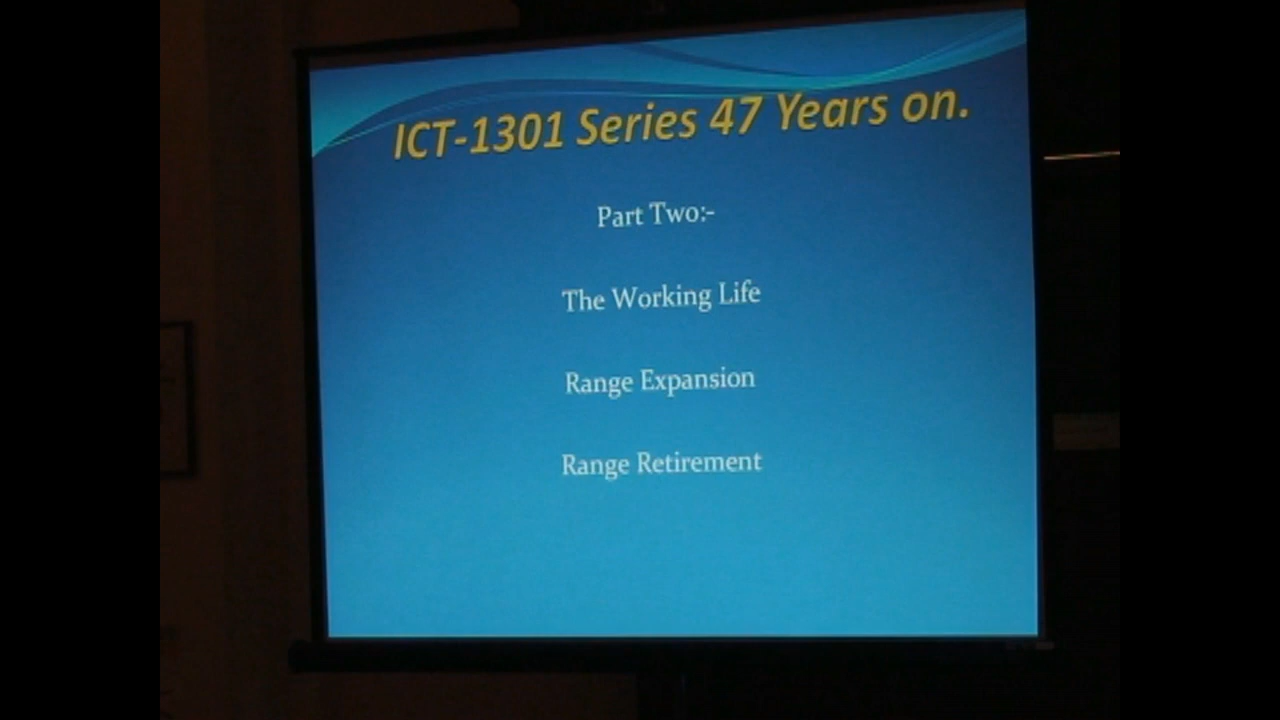 ICT-1301 Series 47 Years on.
Part Two:-
The Working Life
Range Expansion
Range Retirement